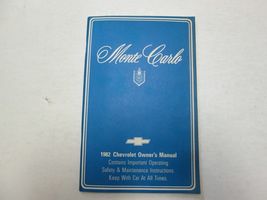 Monte Carlo
1982 Chevrolet Owner's Manual
Contains Important Operating
Safety & Maintenance Instructions
Keep With Car At All Times.